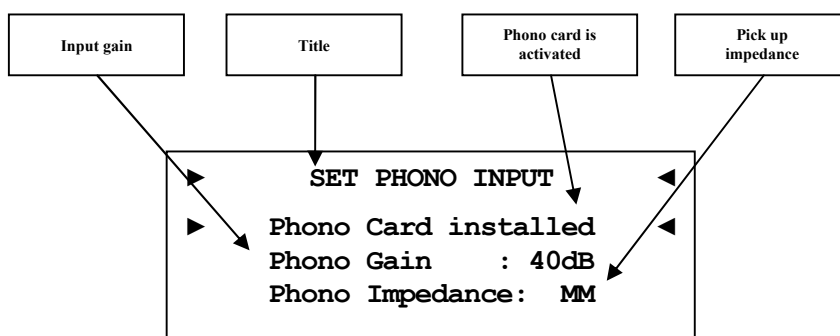 Input gain
Title
Phono card is
activated
Pick up
impedance
► SET PHONO INPUT ◄
► Phono Card installed ◄
Phono Gain : 40dB
Phono Impedance: MM